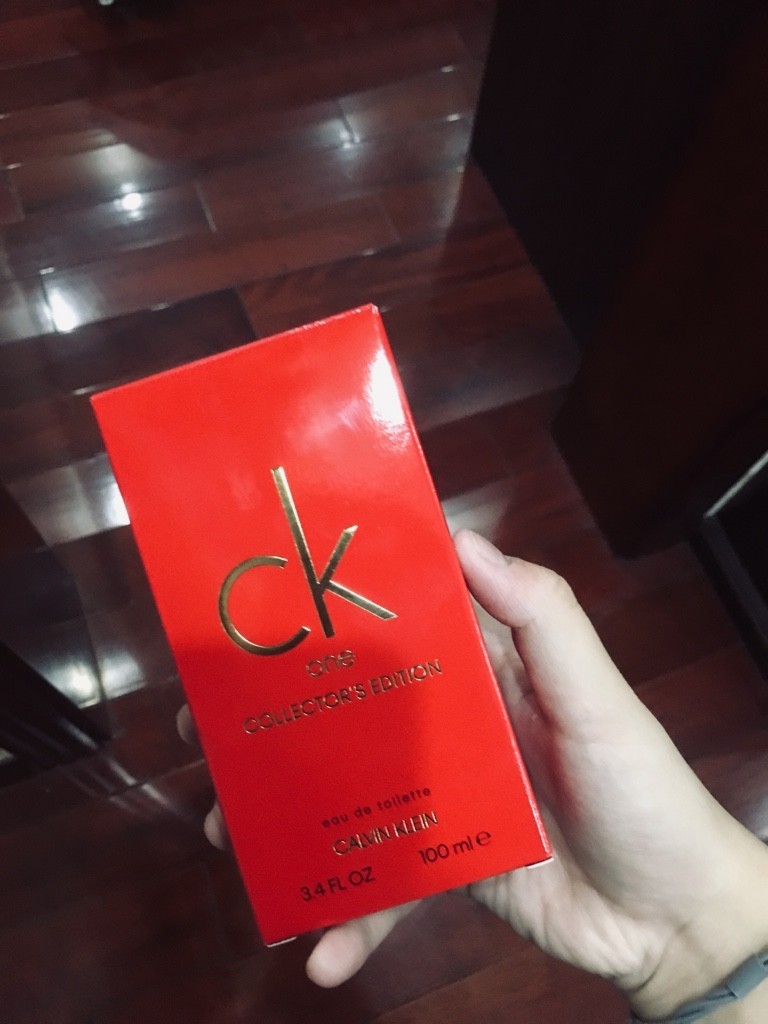 ck
one
COLLECTOR'S EDITION
eau de toilette
CALVIN KLEIN
3.4 FL OZ 100 ml ℮